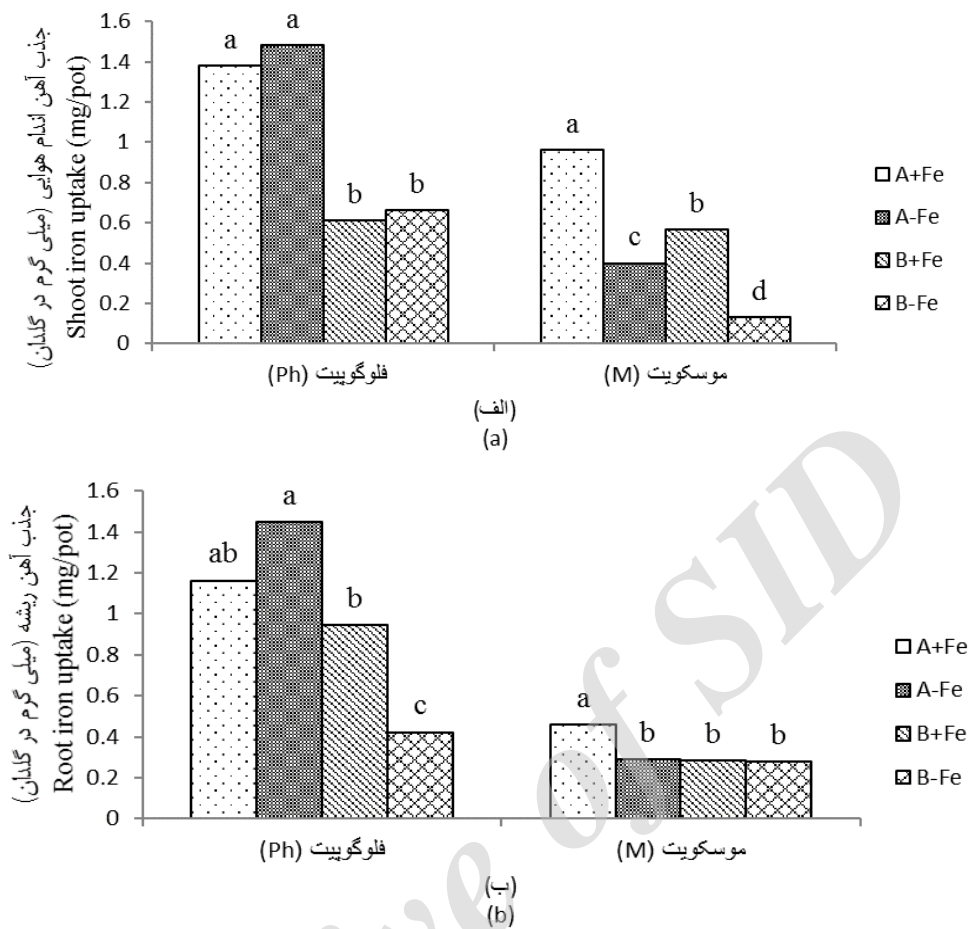 جذب آهن اندام هوایی (میلی گرم در گلدان)
Shoot iron uptake (mg/pot)
1.6
1.4
1.2
1
0.8
0.6
0.4
0.2
0
a
a
b
b
a
c
b
d
فلوگوپیت (Ph)
موسکویت (M)
A+Fe
A-Fe
B+Fe
B-Fe
(الف)
(a)
جذب آهن ریشه (میلی گرم در گلدان)
Root iron uptake (mg/pot)
1.6
1.4
1.2
1
0.8
0.6
0.4
0.2
0
ab
a
b
c
a
b
b
b
فلوگوپیت (Ph)
موسکویت (M)
A+Fe
A-Fe
B+Fe
B-Fe
(ب)
(b)
ive of SID